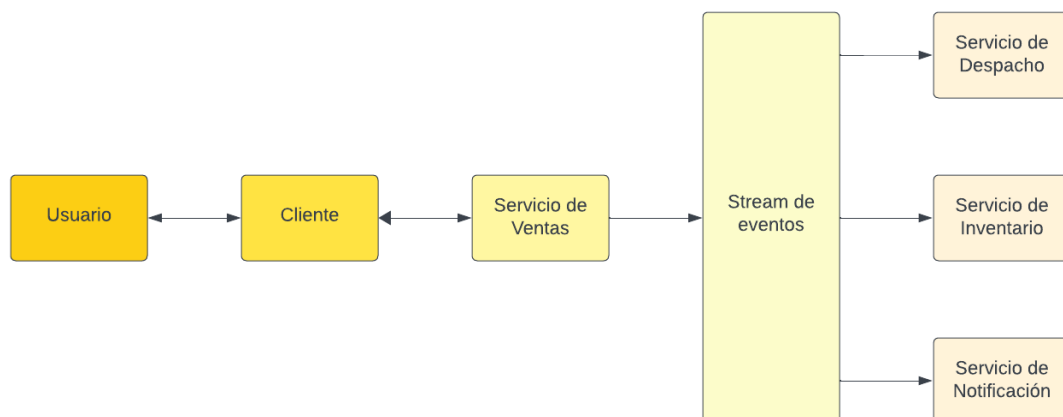 Usuario
Cliente
Servicio de
Ventas
Stream de
eventos
Servicio de
Despacho
Servicio de
Inventario
Servicio de
Notificación